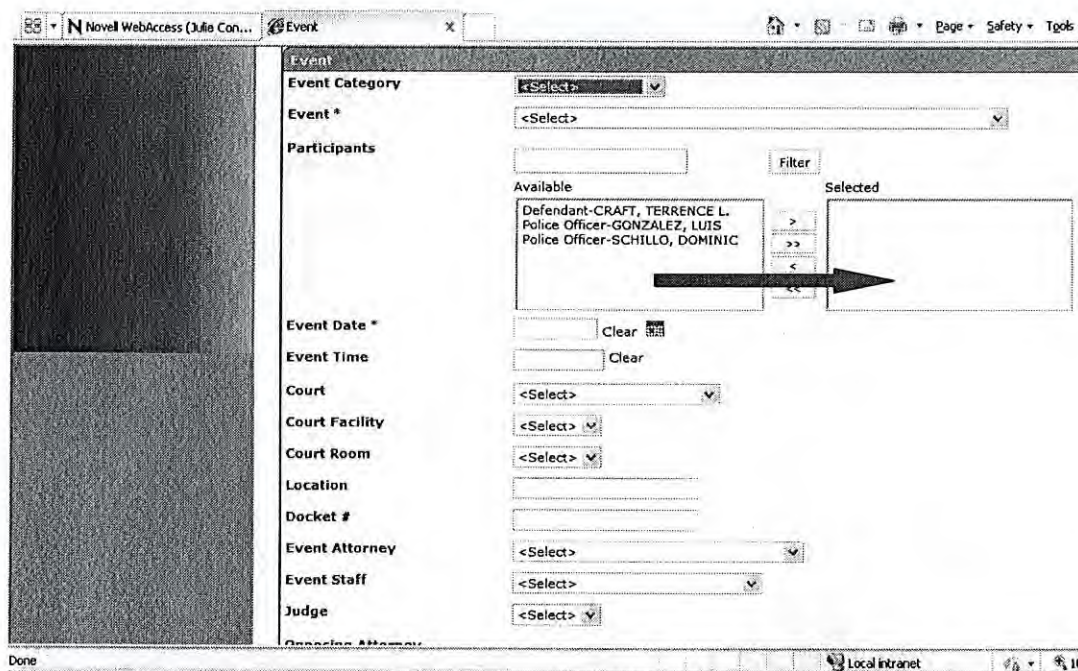 Novell WebAccess (Julie Con... Event x Page Safety Tools
Event
Event Category <Select>
Event * <Select>
Participants Filter
Available Selected
Defendant-CRAFT, TERRENCE L. >
Police Officer-GONZALEZ, LUIS
Police Officer-SCHILLO, DOMINIC >>
<
<<
Event Date * Clear
Event Time Clear
Court <Select>
Court Facility <Select>
Court Room <Select>
Location
Docket #
Event Attorney <Select>
Event Staff <Select>
Judge <Select>
Opposing Attorney
Done Local intranet